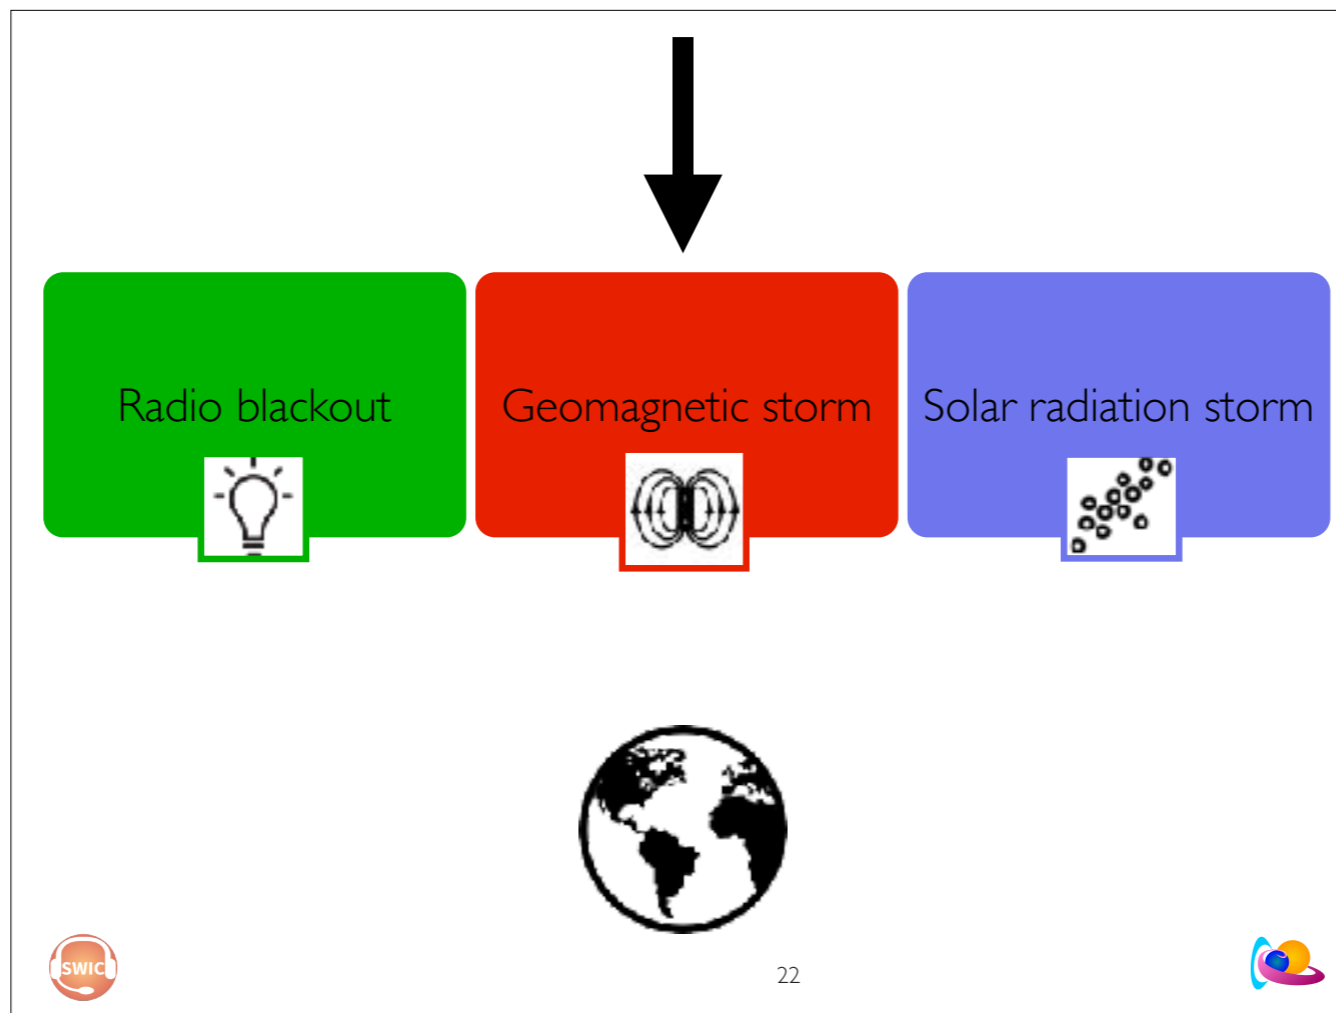 Radio blackout
Geomagnetic storm
Solar radiation storm
SWIC
22